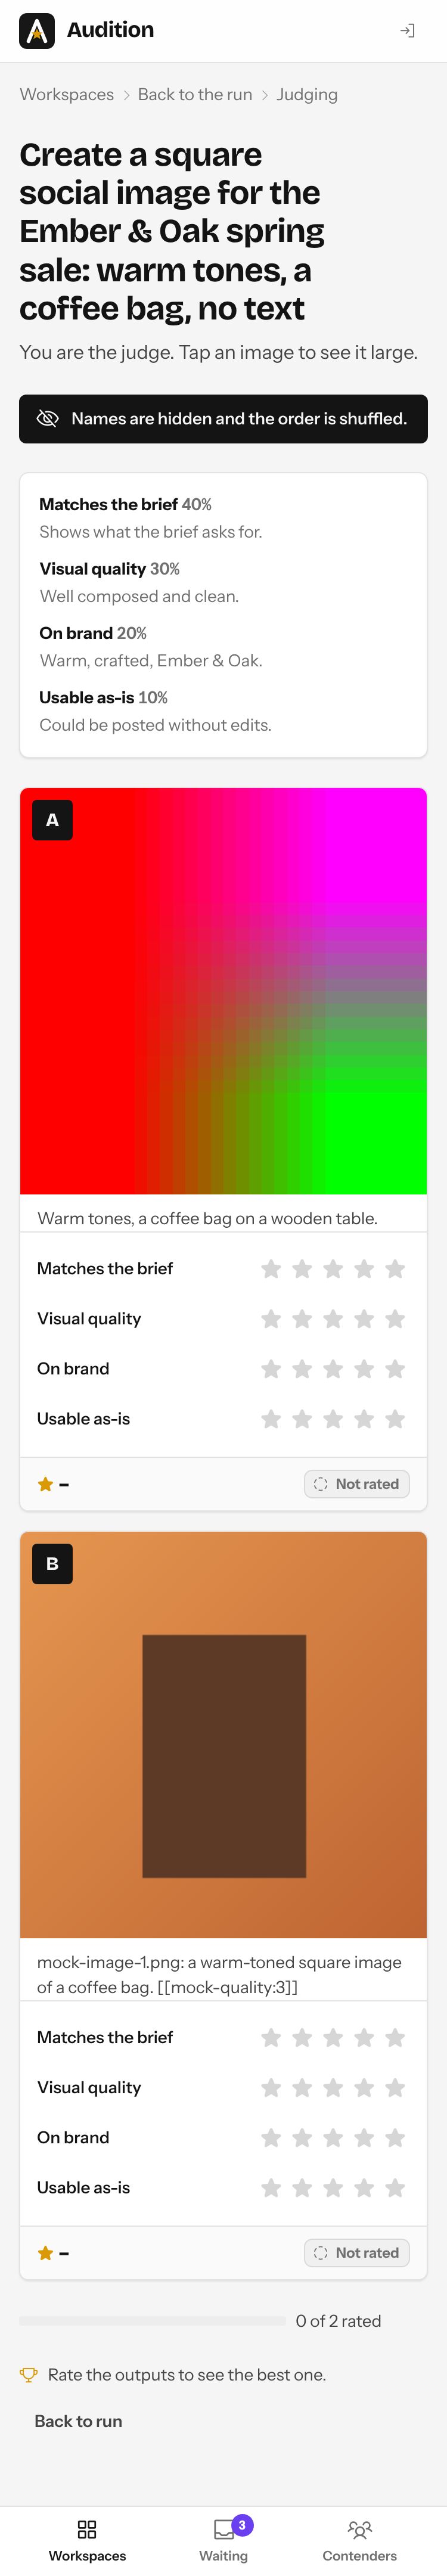 Audition
Workspaces > Back to the run > Judging
Create a square
social image for the
Ember & Oak spring
sale: warm tones, a
coffee bag, no text
You are the judge. Tap an image to see it large.
Names are hidden and the order is shuffled.
Matches the brief 40%
Shows what the brief asks for.
Visual quality 30%
Well composed and clean.
On brand 20%
Warm, crafted, Ember & Oak.
Usable as-is 10%
Could be posted without edits.
A
Warm tones, a coffee bag on a wooden table.
Matches the brief
Visual quality
On brand
Usable as-is
–
Not rated
B
mock-image-1.png: a warm-toned square image
of a coffee bag. [[mock-quality:3]]
Matches the brief
Visual quality
On brand
Usable as-is
–
Not rated
0 of 2 rated
Rate the outputs to see the best one.
Back to run
3
Workspaces Waiting Contenders